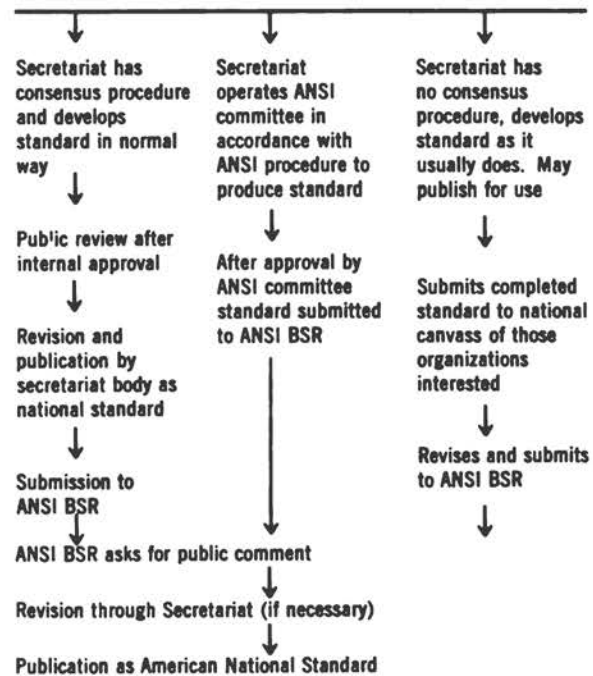 Secretariat has
consensus procedure
and develops
standard in normal
way
Public review after
internal approval
Revision and
publication by
secretariat body as
national standard
Submission to
ANSI BSR
Secretariat
operates ANSI
committee in
accordance with
ANSI procedure to
produce standard
After approval by
ANSI committee
standard submitted
to ANSI BSR
Secretariat has
no consensus
procedure, develops
standard as it
usually does. May
publish for use
Submits completed
standard to national
canvass of those
organizations
interested
Revises and submits
to ANSI BSR
ANSI BSR asks for public comment
Revision through Secretariat (if necessary)
Publication as American National Standard